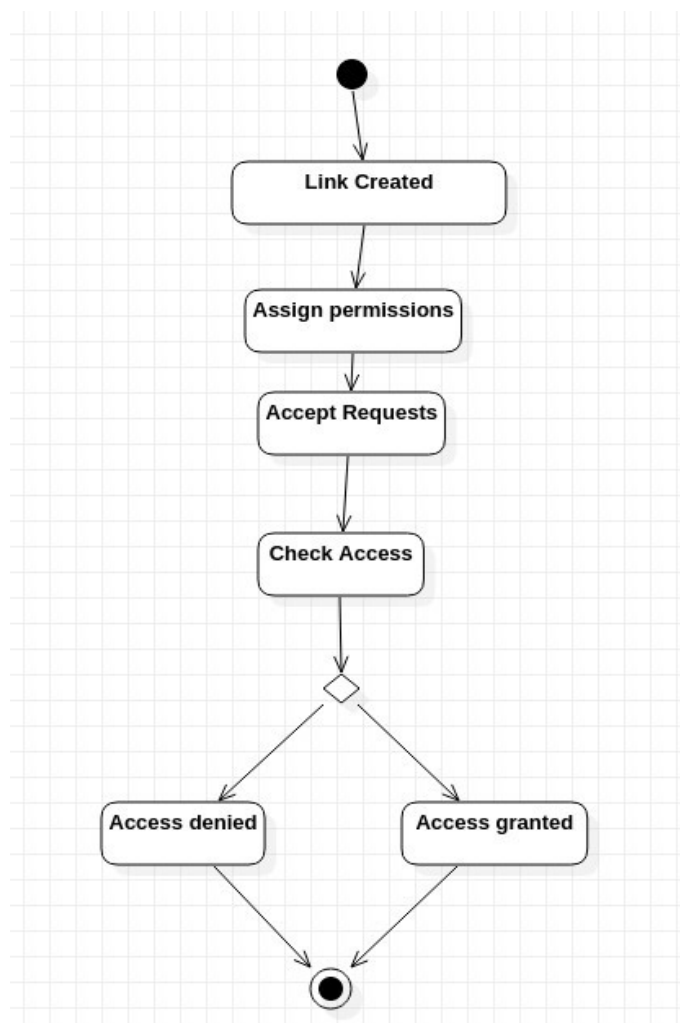 Link Created
Assign permissions
Accept Requests
Check Access
Access denied
Access granted